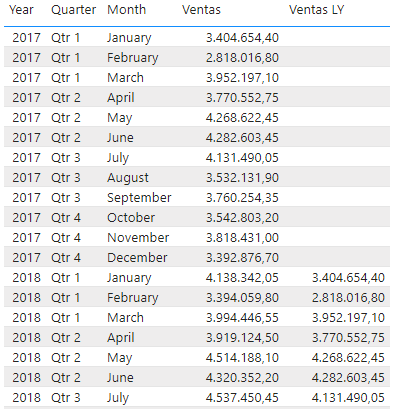 Year Quarter Month Ventas Ventas LY
2017 Qtr 1 January 3.404.654,40
2017 Qtr 1 February 2.818.016,80
2017 Qtr 1 March 3.952.197,10
2017 Qtr 2 April 3.770.552,75
2017 Qtr 2 May 4.268.622,45
2017 Qtr 2 June 4.282.603,45
2017 Qtr 3 July 4.131.490,05
2017 Qtr 3 August 3.532.131,90
2017 Qtr 3 September 3.760.254,35
2017 Qtr 4 October 3.542.803,20
2017 Qtr 4 November 3.818.431,00
2017 Qtr 4 December 3.392.876,70
2018 Qtr 1 January 4.138.342,05 3.404.654,40
2018 Qtr 1 February 3.394.059,80 2.818.016,80
2018 Qtr 1 March 3.994.446,55 3.952.197,10
2018 Qtr 2 April 3.919.124,50 3.770.552,75
2018 Qtr 2 May 4.514.188,10 4.268.622,45
2018 Qtr 2 June 4.320.352,20 4.282.603,45
2018 Qtr 3 July 4.537.450,45 4.131.490,05